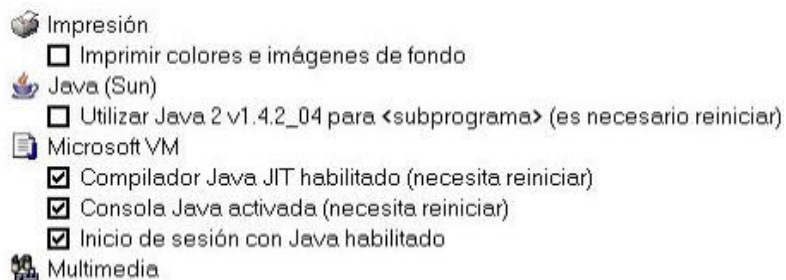 Impresión
Imprimir colores e imágenes de fondo
Java (Sun)
Utilizar Java 2 v1.4.2_04 para <subprograma> (es necesario reiniciar)
Microsoft VM
Compilador Java JIT habilitado (necesita reiniciar)
Consola Java activada (necesita reiniciar)
Inicio de sesión con Java habilitado
Multimedia